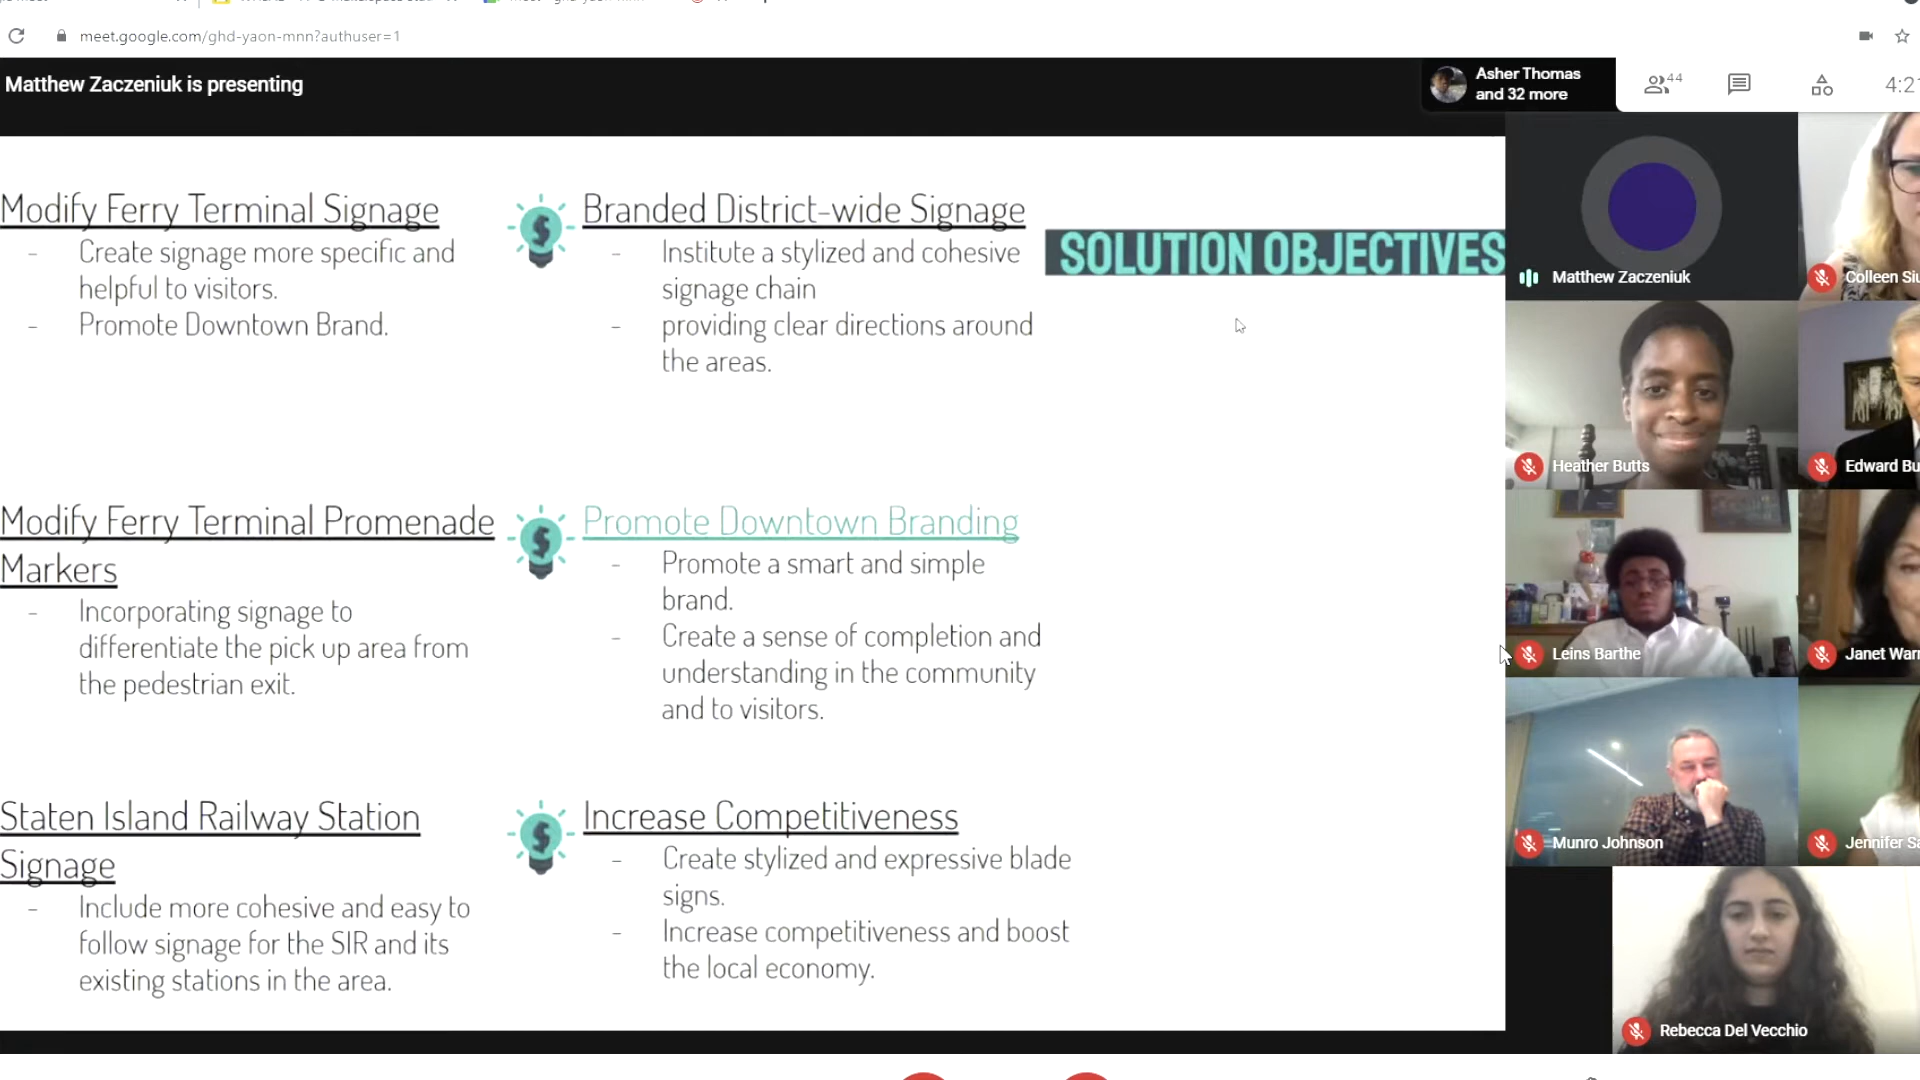 meet.google.com/ghd-yaon-mnn?authuser=1
Matthew Zaczeniuk is presenting
Asher Thomas
and 32 more
44
4:2
Modify Ferry Terminal Signage
- Create signage more specific and
helpful to visitors.
- Promote Downtown Brand.
Branded District-wide Signage
- Institute a stylized and cohesive
signage chain
- providing clear directions around
the areas.
SOLUTION OBJECTIVES
Modify Ferry Terminal Promenade
Markers
- Incorporating signage to
differentiate the pick up area from
the pedestrian exit.
Promote Downtown Branding
- Promote a smart and simple
brand.
- Create a sense of completion and
understanding in the community
and to visitors.
Staten Island Railway Station
Signage
- Include more cohesive and easy to
follow signage for the SIR and its
existing stations in the area.
Increase Competitiveness
- Create stylized and expressive blade
signs.
- Increase competitiveness and boost
the local economy.
Matthew Zaczeniuk
Colleen
Heather Butts
Edward
Leins Barthe
Janet
Munro Johnson
Jennifer
Rebecca Del Vecchio